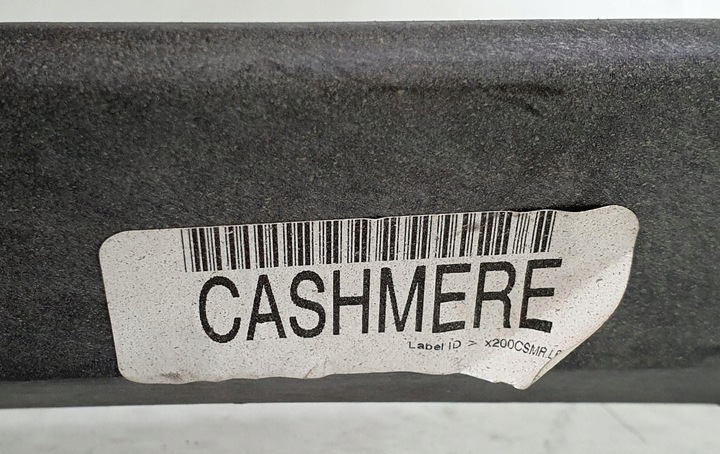 CASHMERE
Label ID > x200CSMR.L